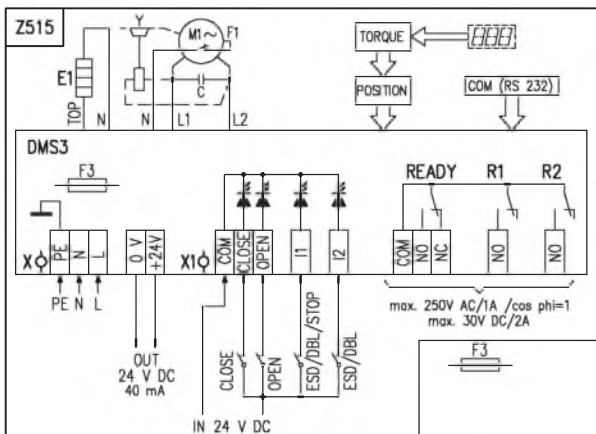 Z515
Y
M1~
F1
E1
C
TOP
N
N
L1
L2
TORQUE
888
POSITION
COM (RS 232)
DMS3
F3
READY
R1
R2
X
PE
N
L
0 V
+24V
X1
COM
CLOSE
OPEN
I1
I2
COM
NO
NC
NO
NO
PE N L
max. 250V AC/1A /cos phi=1
max. 30V DC/2A
OUT
24 V DC
40 mA
CLOSE
OPEN
ESD/DBL/STOP
ESD/DBL
IN 24 V DC
F3